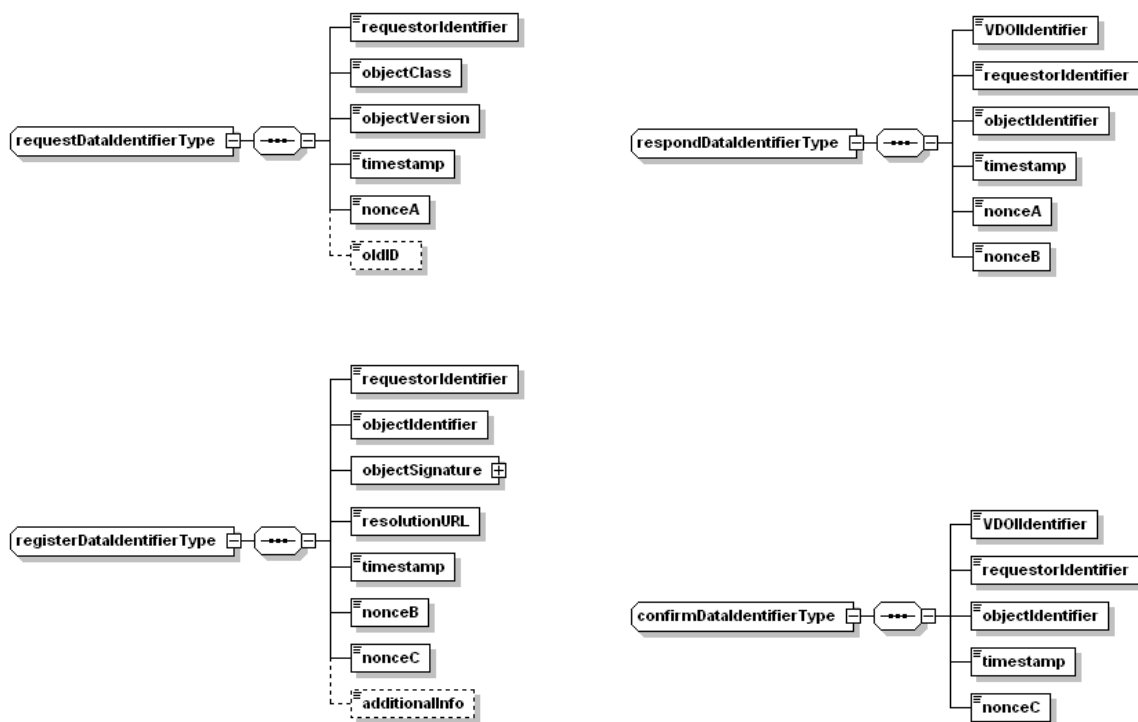 requestDataIdentifierType
requestorIdentifier
objectClass
objectVersion
timestamp
nonceA
oldID
respondDataIdentifierType
VDOIIdentifier
requestorIdentifier
objectIdentifier
timestamp
nonceA
nonceB
registerDataIdentifierType
requestorIdentifier
objectIdentifier
objectSignature
resolutionURL
timestamp
nonceB
nonceC
additionalInfo
confirmDataIdentifierType
VDOIIdentifier
requestorIdentifier
objectIdentifier
timestamp
nonceC